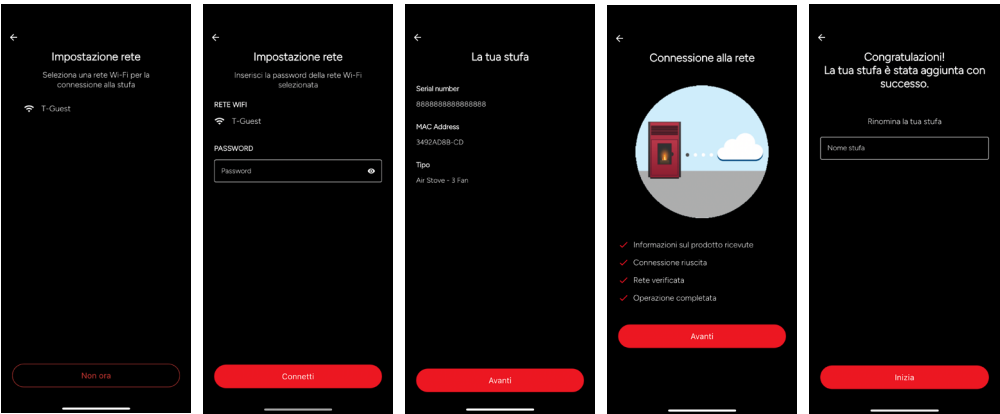 Impostazione rete
Seleziona una rete Wi-Fi per la
connessione alla stufa
T-Guest
Non ora
Impostazione rete
Inserisci la password della rete Wi-Fi
selezionata
RETE WIFI
T-Guest
PASSWORD
Password
Connetti
La tua stufa
Serial number
8888888888888888
MAC Address
3492AD8B-CD
Tipo
Air Stove - 3 Fan
Avanti
Connessione alla rete
Informazioni sul prodotto ricevute
Connessione riuscita
Rete verificata
Operazione completata
Avanti
Congratulazioni!
La tua stufa è stata aggiunta con
successo.
Rinomina la tua stufa
Nome stufa
Inizia